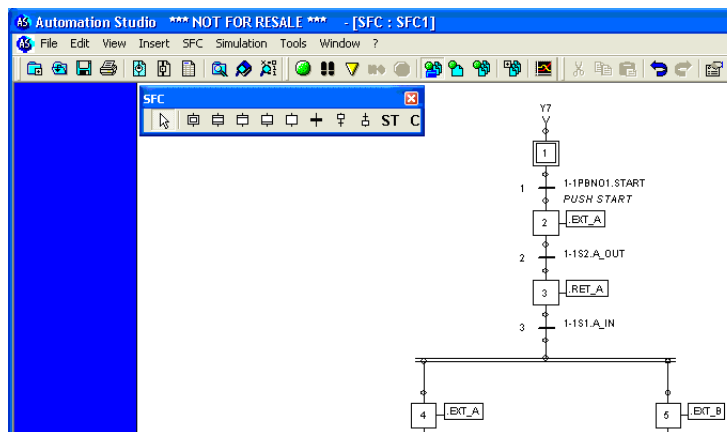 Automation Studio *** NOT FOR RESALE *** - [SFC : SFC1]
File Edit View Insert SFC Simulation Tools Window ?
SFC
ST C
Y7
1
1 1-1PBNO1.START
PUSH START
2 .EXT_A
2 1-1S2.A_OUT
3 .RET_A
3 1-1S1.A_IN
4 .EXT_A 5 .EXT_B